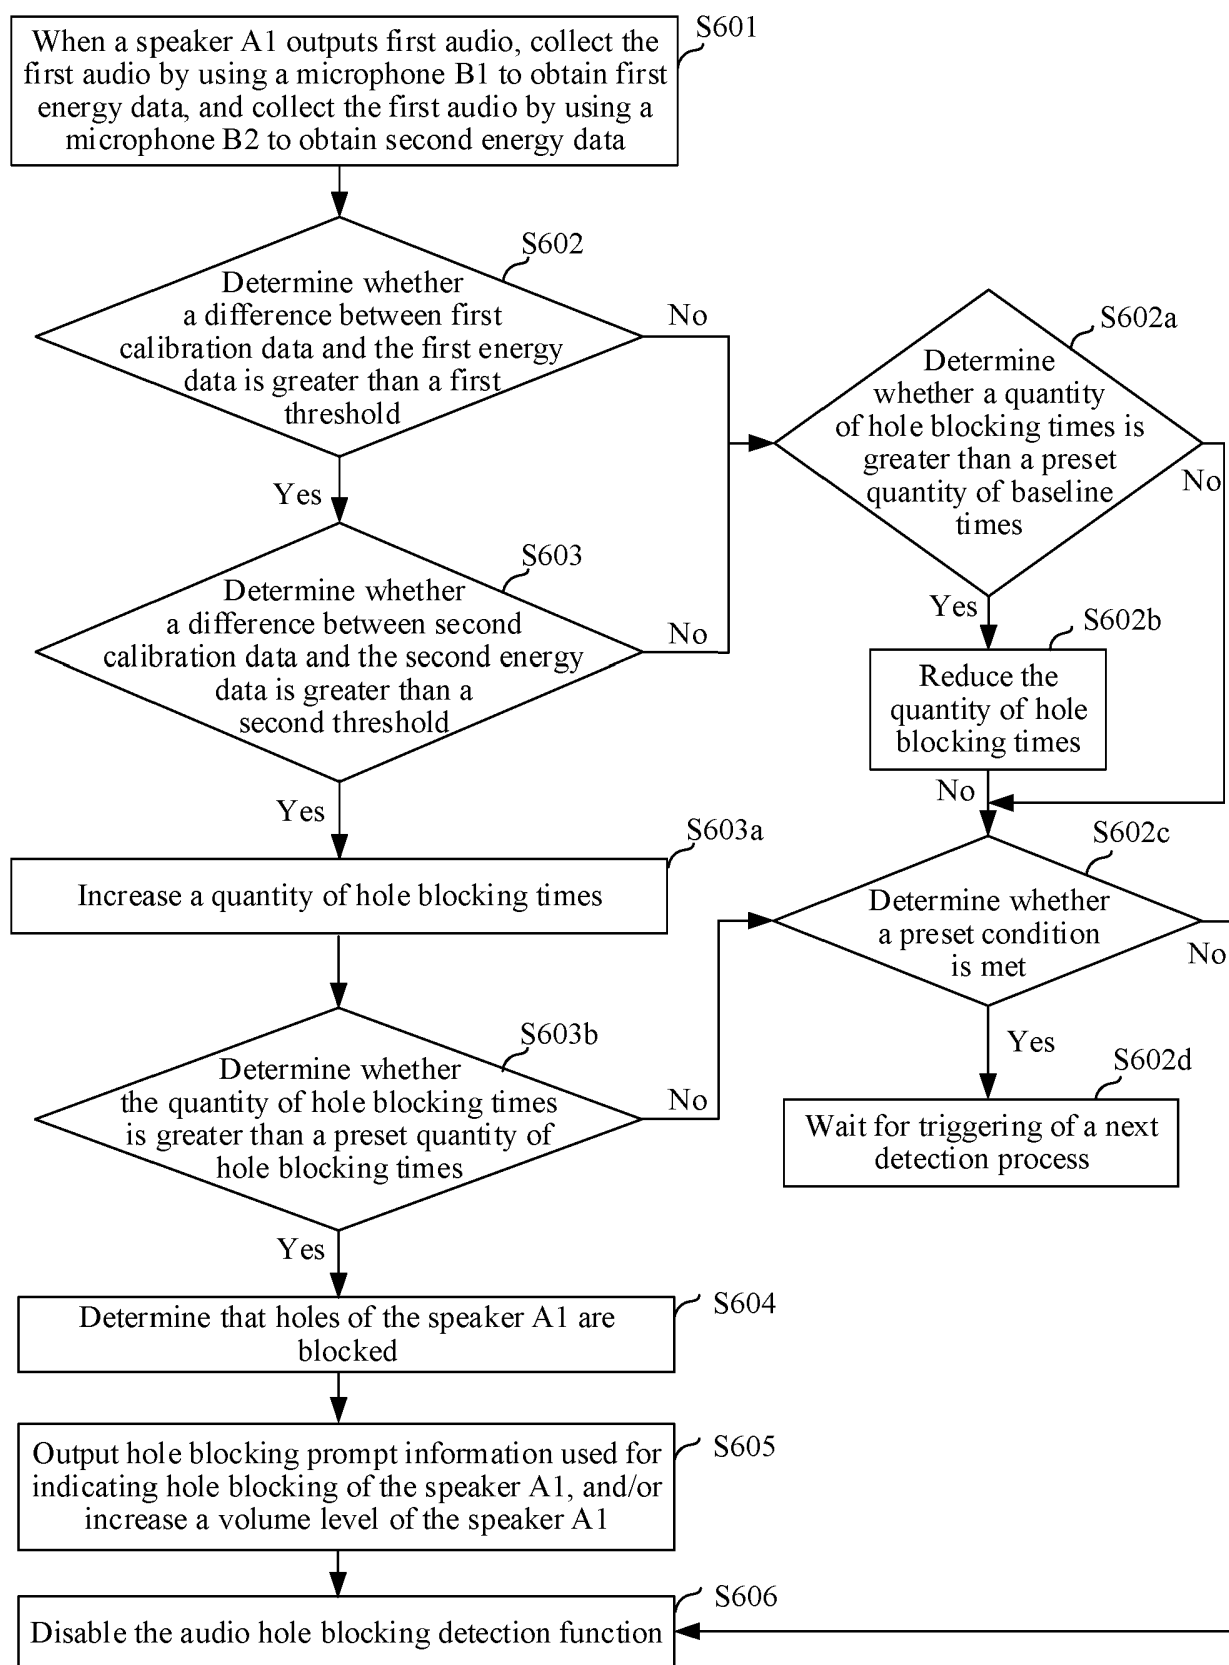 When a speaker A1 outputs first audio, collect the
first audio by using a microphone B1 to obtain first
energy data, and collect the first audio by using a
microphone B2 to obtain second energy data
S601
S602
Determine whether
a difference between first
calibration data and the first energy
data is greater than a first
threshold
No
Yes
S602a
Determine
whether a quantity
of hole blocking times is
greater than a preset
quantity of baseline
times
No
Yes
S603
Determine whether
a difference between second
calibration data and the second energy
data is greater than a
second threshold
No
Yes
S602b
Reduce the
quantity of hole
blocking times
No
S603a
Increase a quantity of hole blocking times
S602c
Determine whether
a preset condition
is met
No
Yes
S603b
Determine whether
the quantity of hole blocking times
is greater than a preset quantity of
hole blocking times
No
Yes
S602d
Wait for triggering of a next
detection process
S604
Determine that holes of the speaker A1 are
blocked
S605
Output hole blocking prompt information used for
indicating hole blocking of the speaker A1, and/or
increase a volume level of the speaker A1
S606
Disable the audio hole blocking detection function